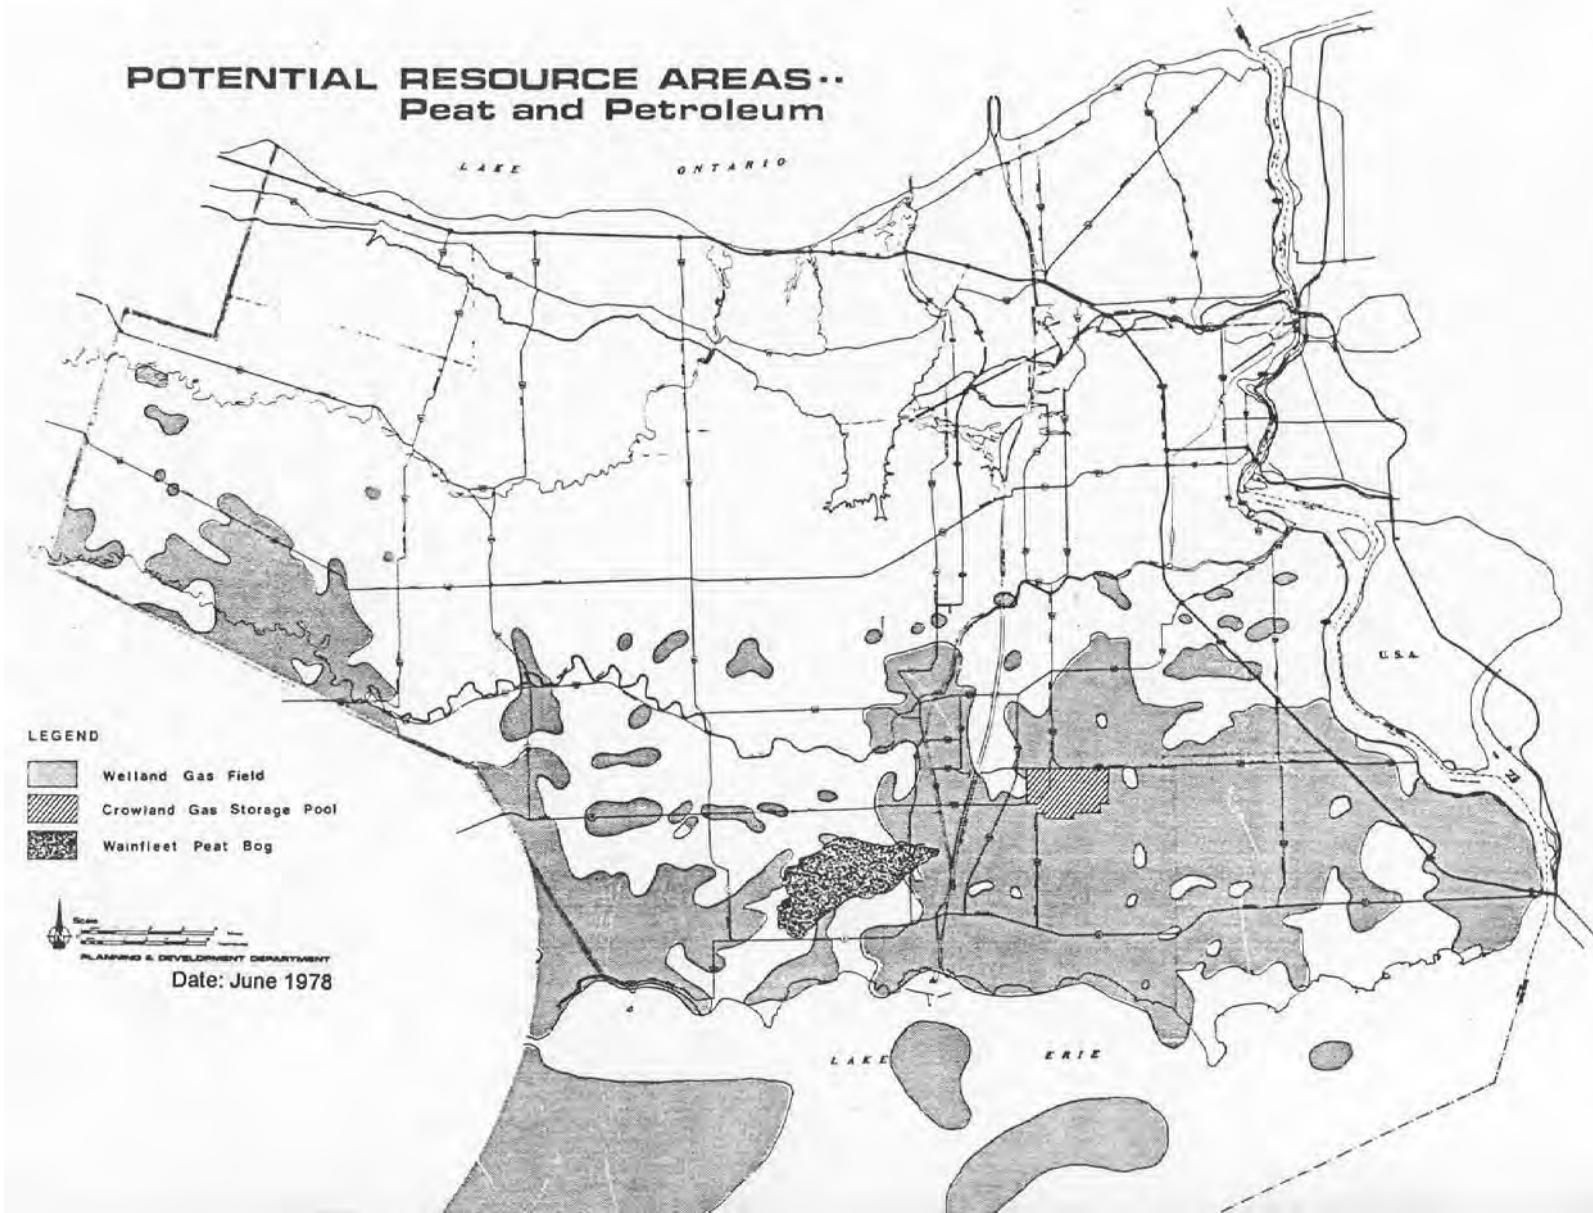 POTENTIAL RESOURCE AREAS--
Peat and Petroleum
LAKE ONTARIO
U.S.A.
LEGEND
Welland Gas Field
Crowland Gas Storage Pool
Wainfleet Peat Bog
Scale
N
PLANNING & DEVELOPMENT DEPARTMENT
Date: June 1978
LAKE ERIE